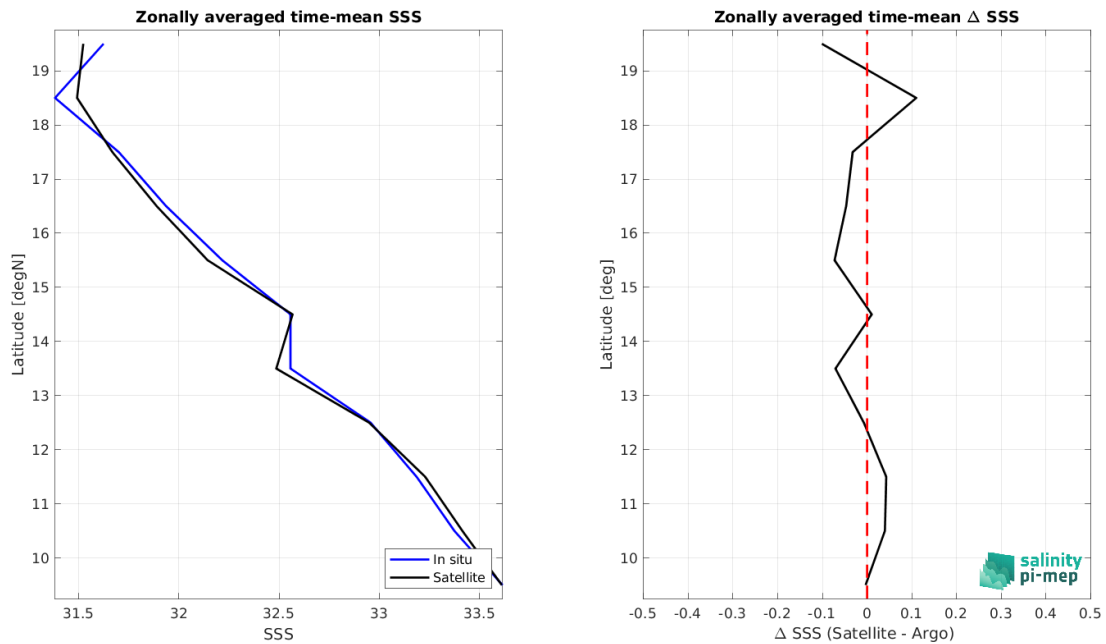 Zonally averaged time-mean SSS
Latitude [degN]
19
18
17
16
15
14
13
12
11
10
31.5 32 32.5 33 33.5
SSS
In situ
Satellite
Zonally averaged time-mean Δ SSS
Latitude [deg]
19
18
17
16
15
14
13
12
11
10
-0.5 -0.4 -0.3 -0.2 -0.1 0 0.1 0.2 0.3 0.4 0.5
Δ SSS (Satellite - Argo)
salinity
pi-mep